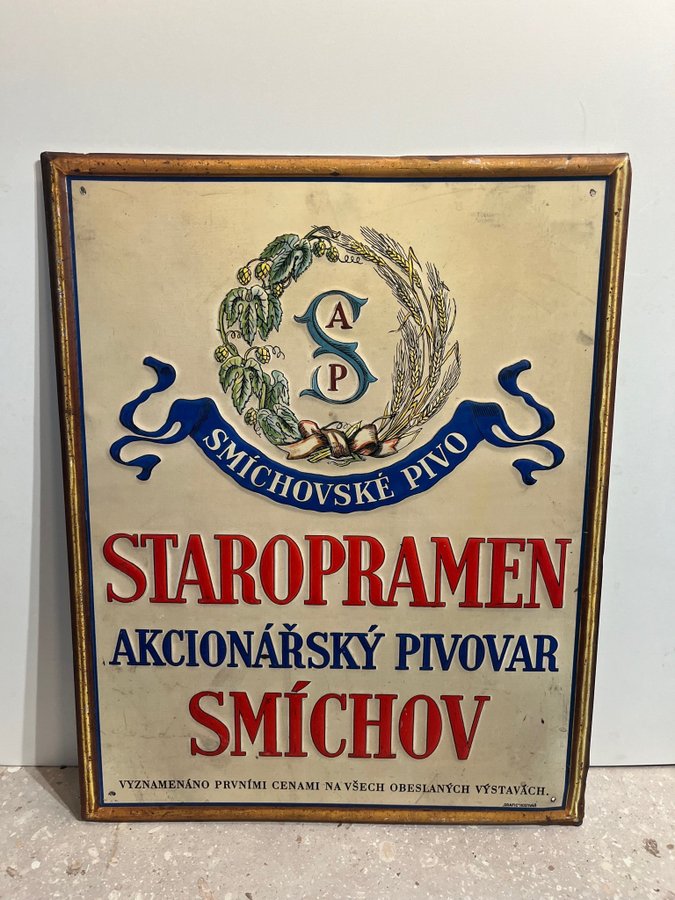 A
S
P
SMÍCHOVSKÉ PIVO
STAROPRAMEN
AKCIONÁŘSKÝ PIVOVAR
SMÍCHOV
VYZNAMENÁNO PRVNÍMI CENAMI NA VŠECH OBESLANÝCH VÝSTAVÁCH.